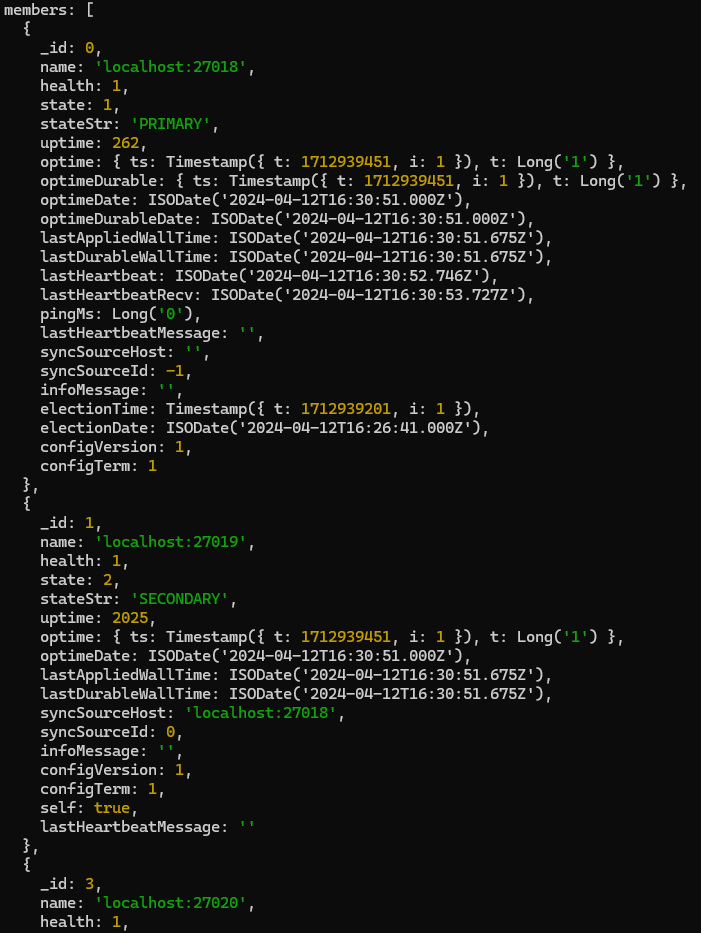 members: [
  {
    _id: 0,
    name: 'localhost:27018',
    health: 1,
    state: 1,
    stateStr: 'PRIMARY',
    uptime: 262,
    optime: { ts: Timestamp({ t: 1712939451, i: 1 }), t: Long('1') },
    optimeDurable: { ts: Timestamp({ t: 1712939451, i: 1 }), t: Long('1') },
    optimeDate: ISODate('2024-04-12T16:30:51.000Z'),
    optimeDurableDate: ISODate('2024-04-12T16:30:51.000Z'),
    lastAppliedWallTime: ISODate('2024-04-12T16:30:51.675Z'),
    lastDurableWallTime: ISODate('2024-04-12T16:30:51.675Z'),
    lastHeartbeat: ISODate('2024-04-12T16:30:52.746Z'),
    lastHeartbeatRecv: ISODate('2024-04-12T16:30:53.727Z'),
    pingMs: Long('0'),
    lastHeartbeatMessage: '',
    syncSourceHost: '',
    syncSourceId: -1,
    infoMessage: '',
    electionTime: Timestamp({ t: 1712939201, i: 1 }),
    electionDate: ISODate('2024-04-12T16:26:41.000Z'),
    configVersion: 1,
    configTerm: 1
  },
  {
    _id: 1,
    name: 'localhost:27019',
    health: 1,
    state: 2,
    stateStr: 'SECONDARY',
    uptime: 2025,
    optime: { ts: Timestamp({ t: 1712939451, i: 1 }), t: Long('1') },
    optimeDate: ISODate('2024-04-12T16:30:51.000Z'),
    lastAppliedWallTime: ISODate('2024-04-12T16:30:51.675Z'),
    lastDurableWallTime: ISODate('2024-04-12T16:30:51.675Z'),
    syncSourceHost: 'localhost:27018',
    syncSourceId: 0,
    infoMessage: '',
    configVersion: 1,
    configTerm: 1,
    self: true,
    lastHeartbeatMessage: ''
  },
  {
    _id: 3,
    name: 'localhost:27020',
    health: 1,